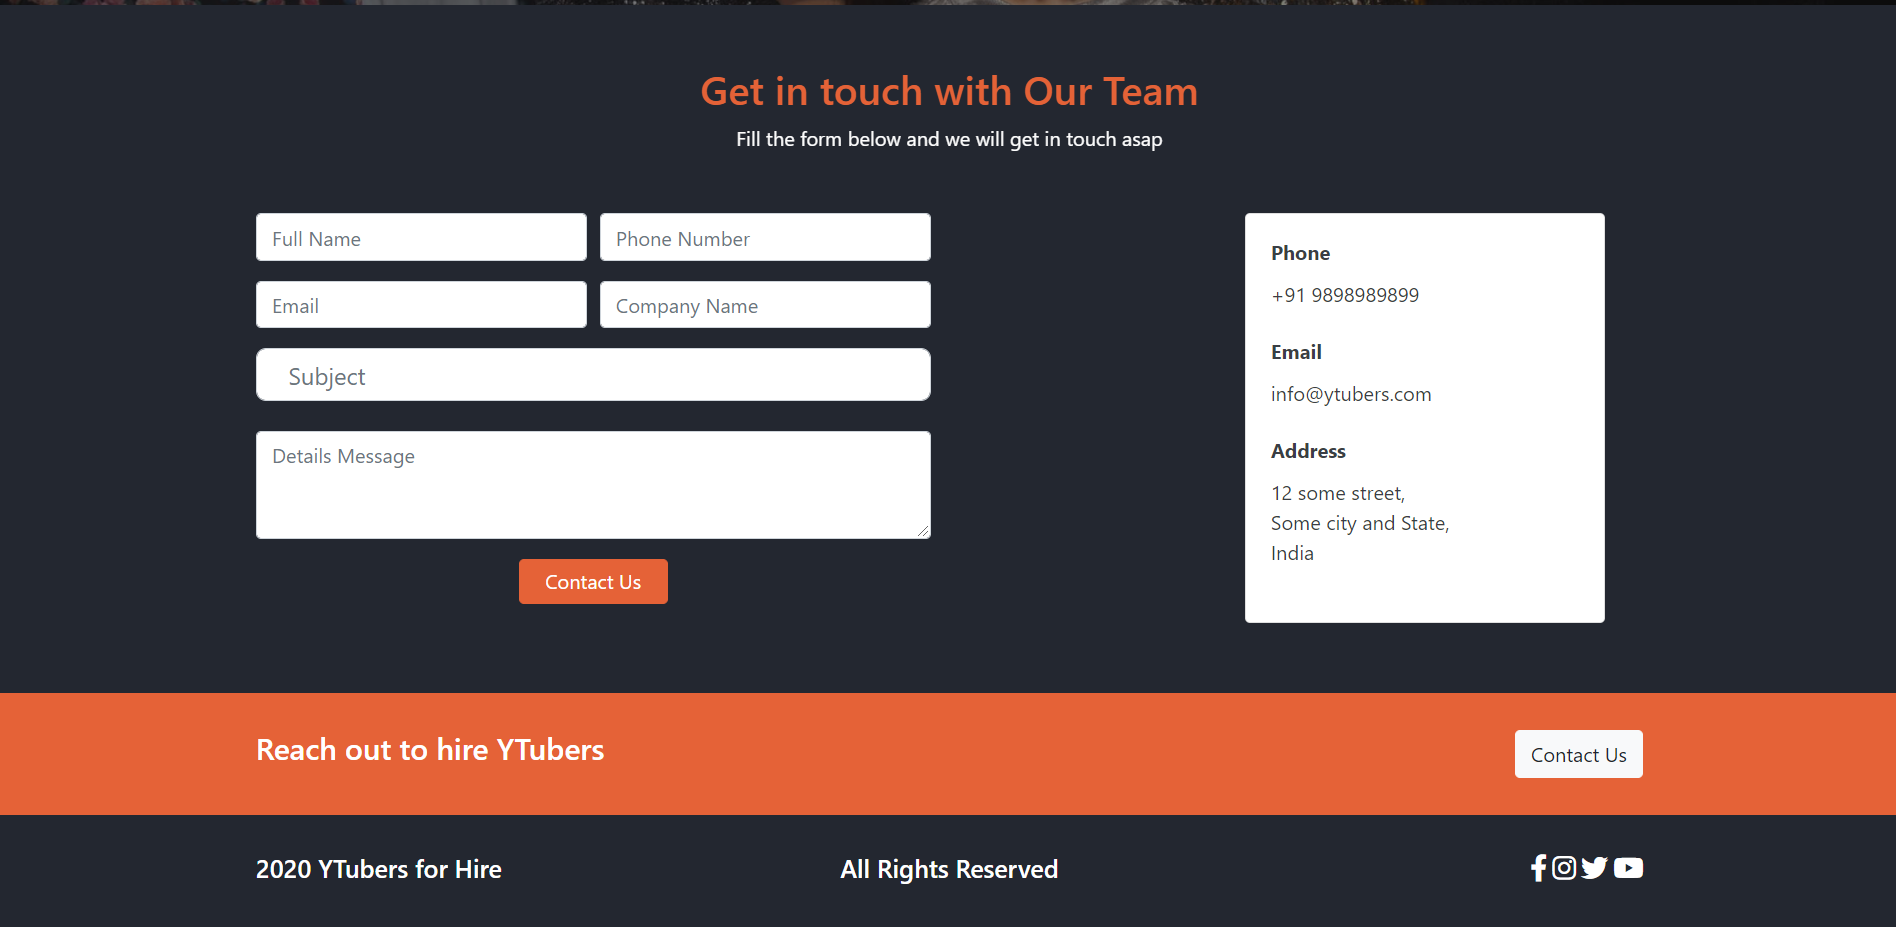 Get in touch with Our Team
Fill the form below and we will get in touch asap
Full Name
Phone Number
Email
Company Name
Subject
Details Message
Contact Us
Phone
+91 9898989899
Email
info@ytubers.com
Address
12 some street,
Some city and State,
India
Reach out to hire YTubers
Contact Us
2020 YTubers for Hire
All Rights Reserved